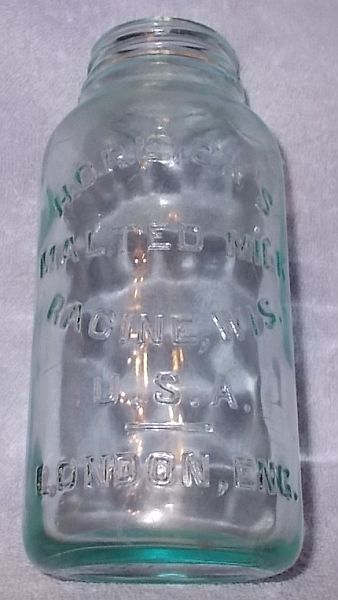 HORLICK'S
MALTED MILK
RACINE, WIS.
U.S.A.
LONDON, ENG.